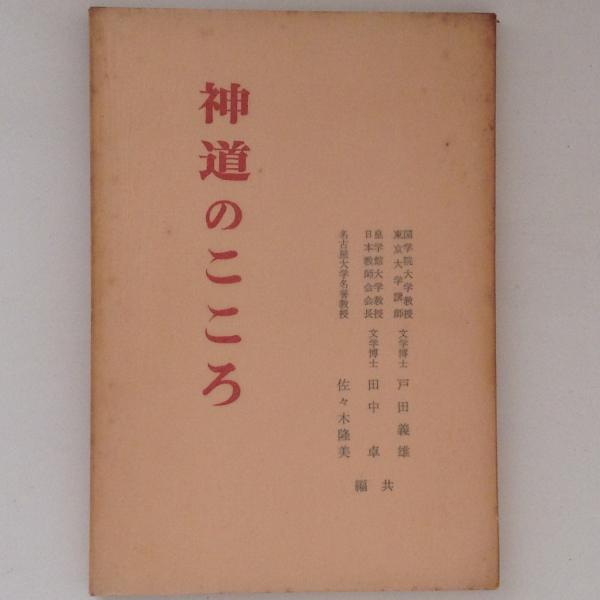 神道のこころ
国学院大学教授
東京大学講師
文学博士 戸田義雄
皇学館大学教授
日本教師会会長
文学博士 田中卓
名古屋大学名誉教授 佐々木隆美
共編